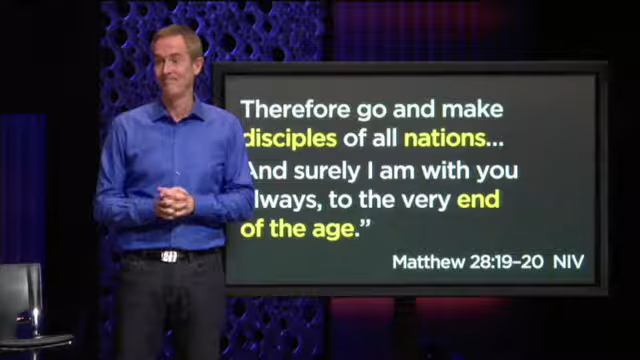 Therefore go and make
disciples of all nations...
And surely I am with you
always, to the very end
of the age.”
Matthew 28:19–20 NIV